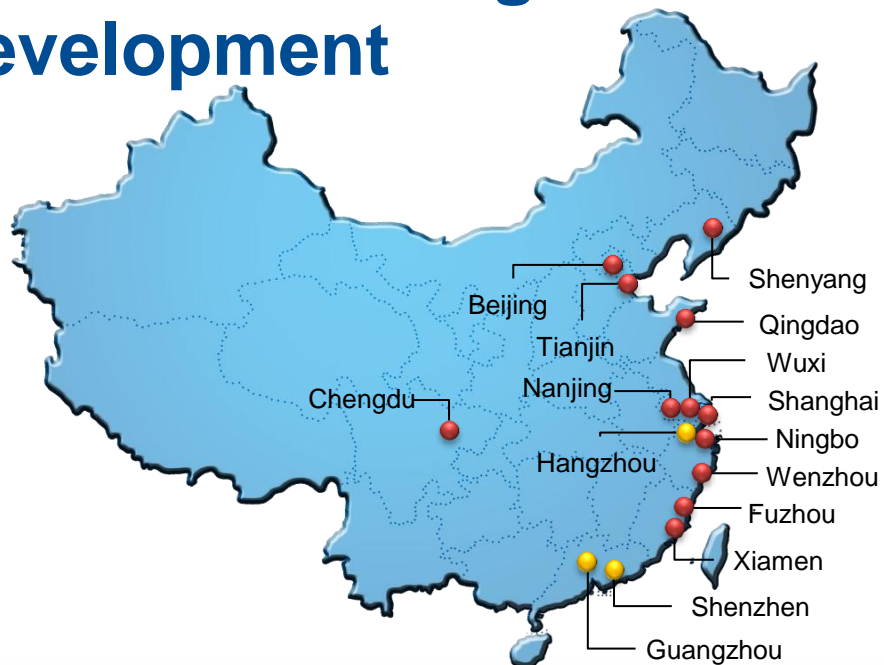 evelopment
Shenyang
Beijing
Qingdao
Tianjin
Wuxi
Nanjing
Chengdu
Shanghai
Ningbo
Hangzhou
Wenzhou
Fuzhou
Xiamen
Shenzhen
Guangzhou